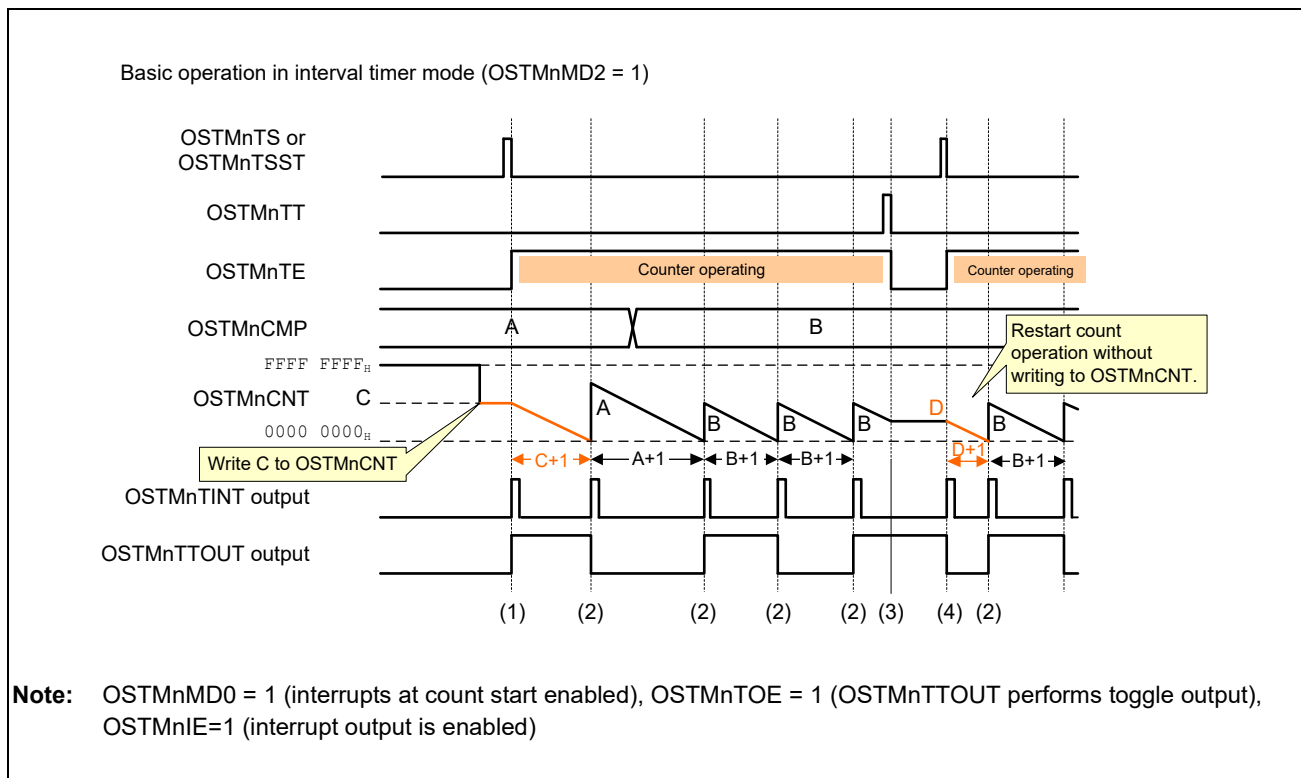 Basic operation in interval timer mode (OSTMnMD2 = 1)
OSTMnTS or
OSTMnTSST
OSTMnTT
OSTMnTE
Counter operating
Counter operating
OSTMnCMP
A
B
Restart count
operation without
writing to OSTMnCNT.
FFFF FFFFH
OSTMnCNT
C
A
B
B
B
D
B
0000 0000H
Write C to OSTMnCNT
C+1
A+1
B+1
B+1
D+1
B+1
OSTMnTINT output
OSTMnTTOUT output
(1) (2) (2) (2) (2) (3) (4) (2)
Note: OSTMnMD0 = 1 (interrupts at count start enabled), OSTMnTOE = 1 (OSTMnTTOUT performs toggle output),
OSTMnIE=1 (interrupt output is enabled)